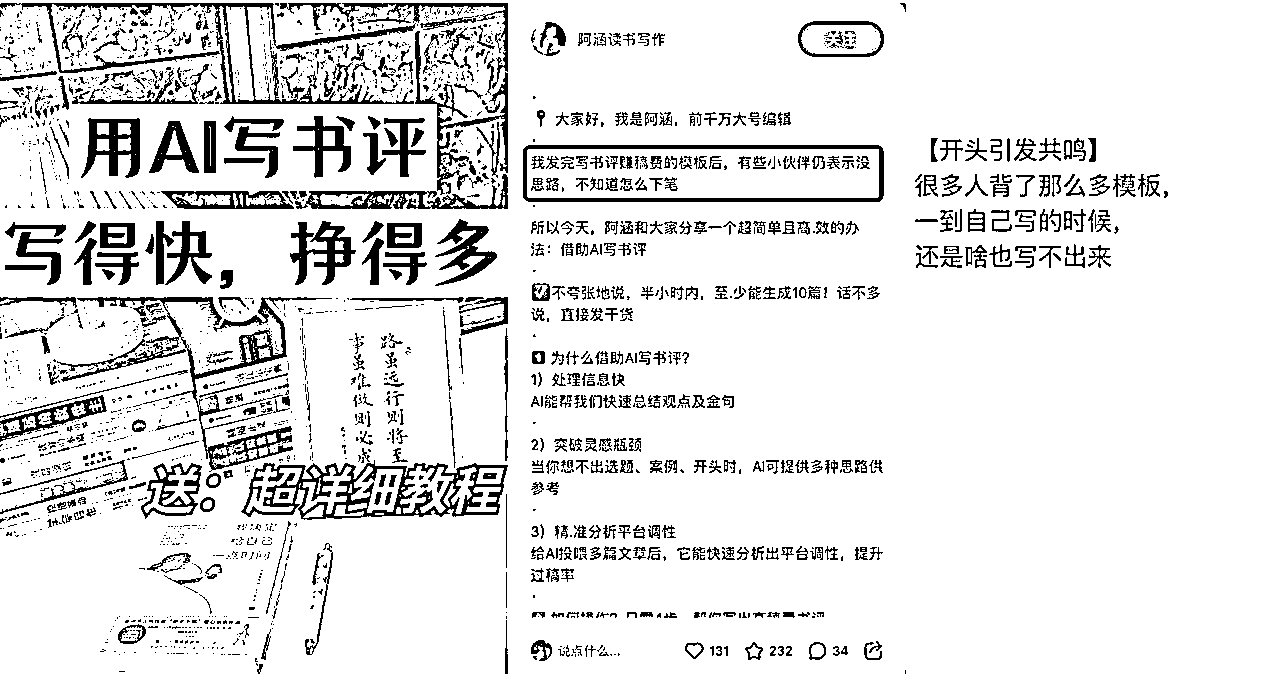 用AI写书评
写得快，挣得多
路虽远行则将至
事虽难做则必成
送：超详细教程
阿涵读书写作
关注
大家好，我是阿涵，前千万大号编辑
我发完写书评赚稿费的模板后，有些小伙伴仍表示没
思路，不知道怎么下笔
所以今天，阿涵和大家分享一个超简单且高.效的办
法：借助AI写书评
不夸张地说，半小时内，至.少能生成10篇！话不多
说，直接发干货
为什么借助AI写书评？
1）处理信息快
AI能帮我们快速总结观点及金句
2）突破灵感瓶颈
当你想不出选题、案例、开头时，AI可提供多种思路供
参考
3）精.准分析平台调性
给AI投喂多篇文章后，它能快速分析出平台调性，提升
过稿率
说点什么...
131
232
34
【开头引发共鸣】
很多人背了那么多模板，
一到自己写的时候，
还是啥也写不出来